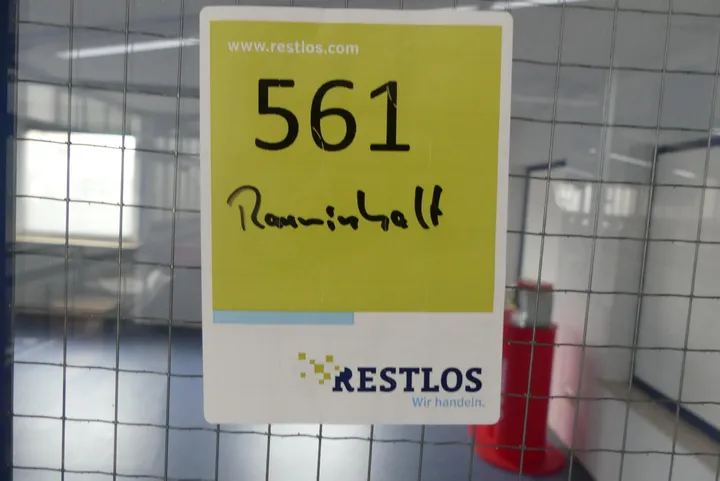 www.restlos.com
561
Rauminhalt
RESTLOS
Wir handeln.